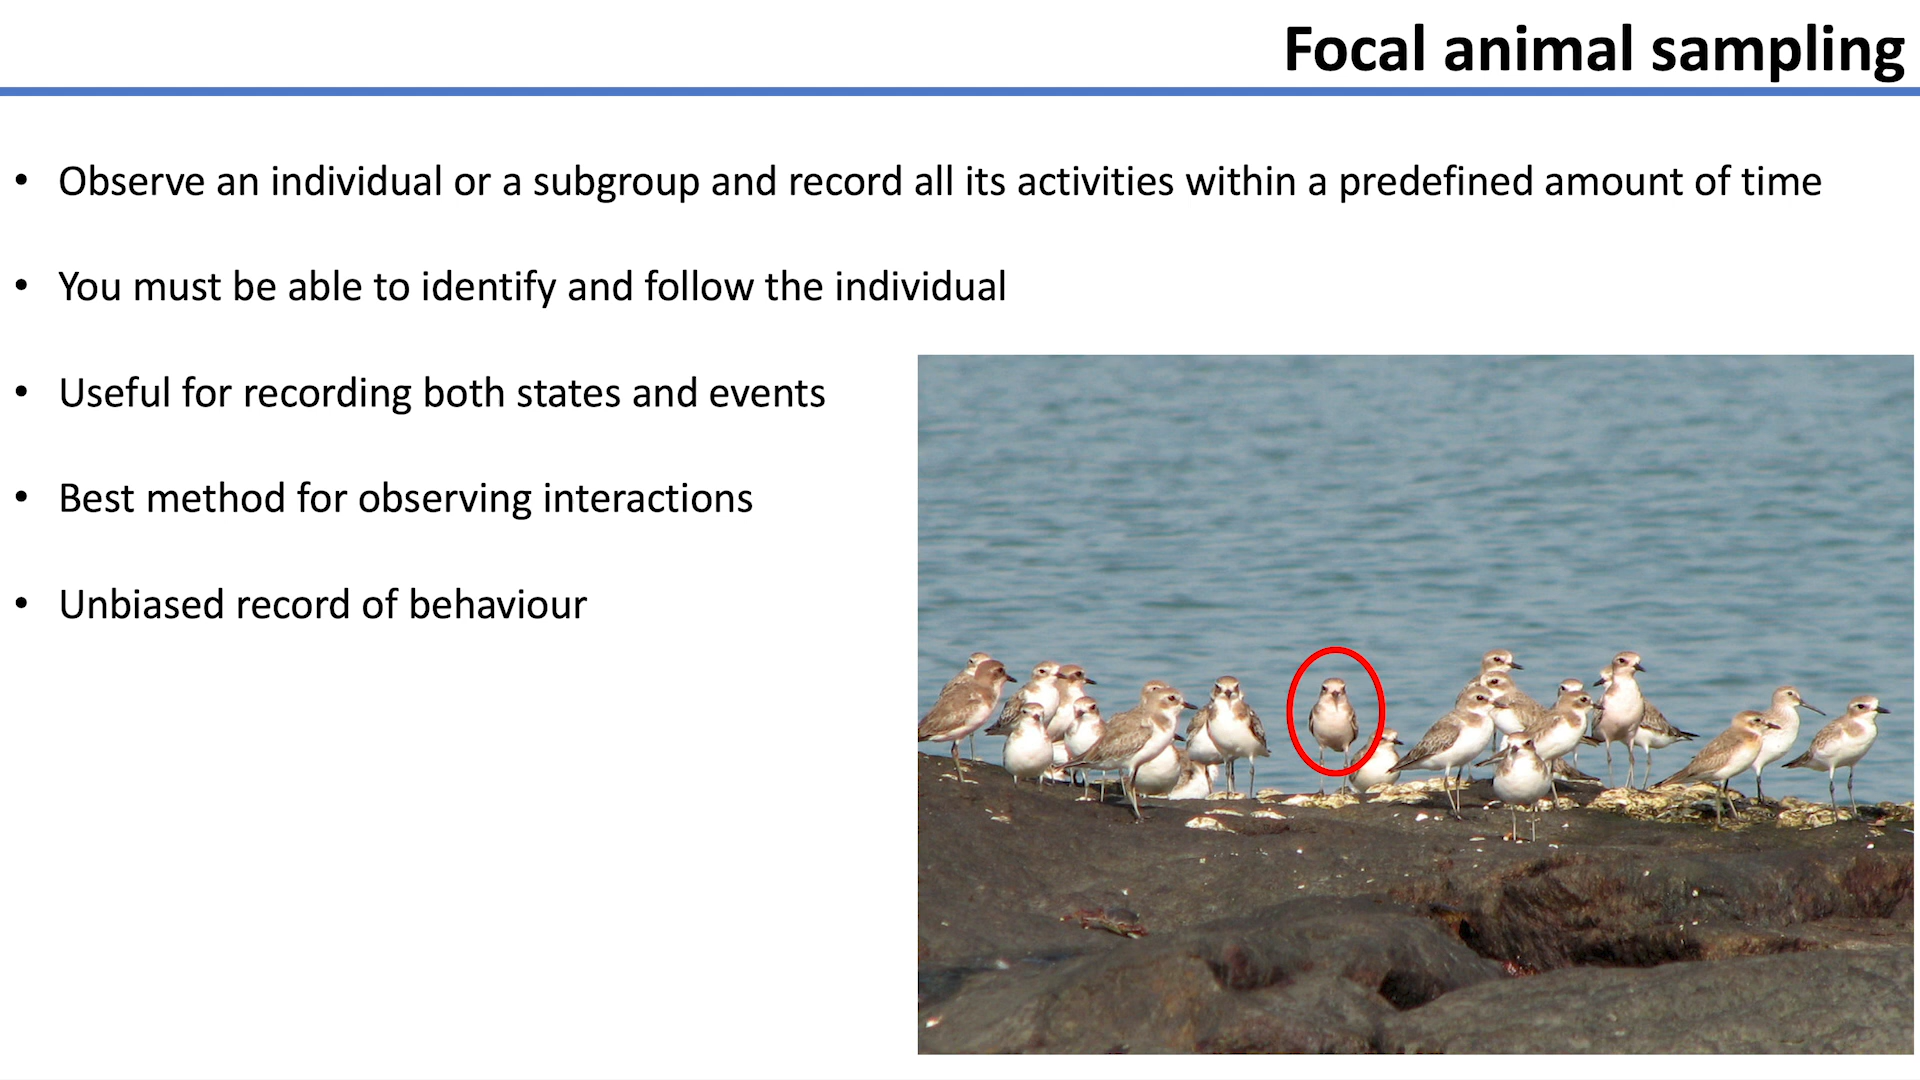 Focal animal sampling
• Observe an individual or a subgroup and record all its activities within a predefined amount of time
• You must be able to identify and follow the individual
• Useful for recording both states and events
• Best method for observing interactions
• Unbiased record of behaviour